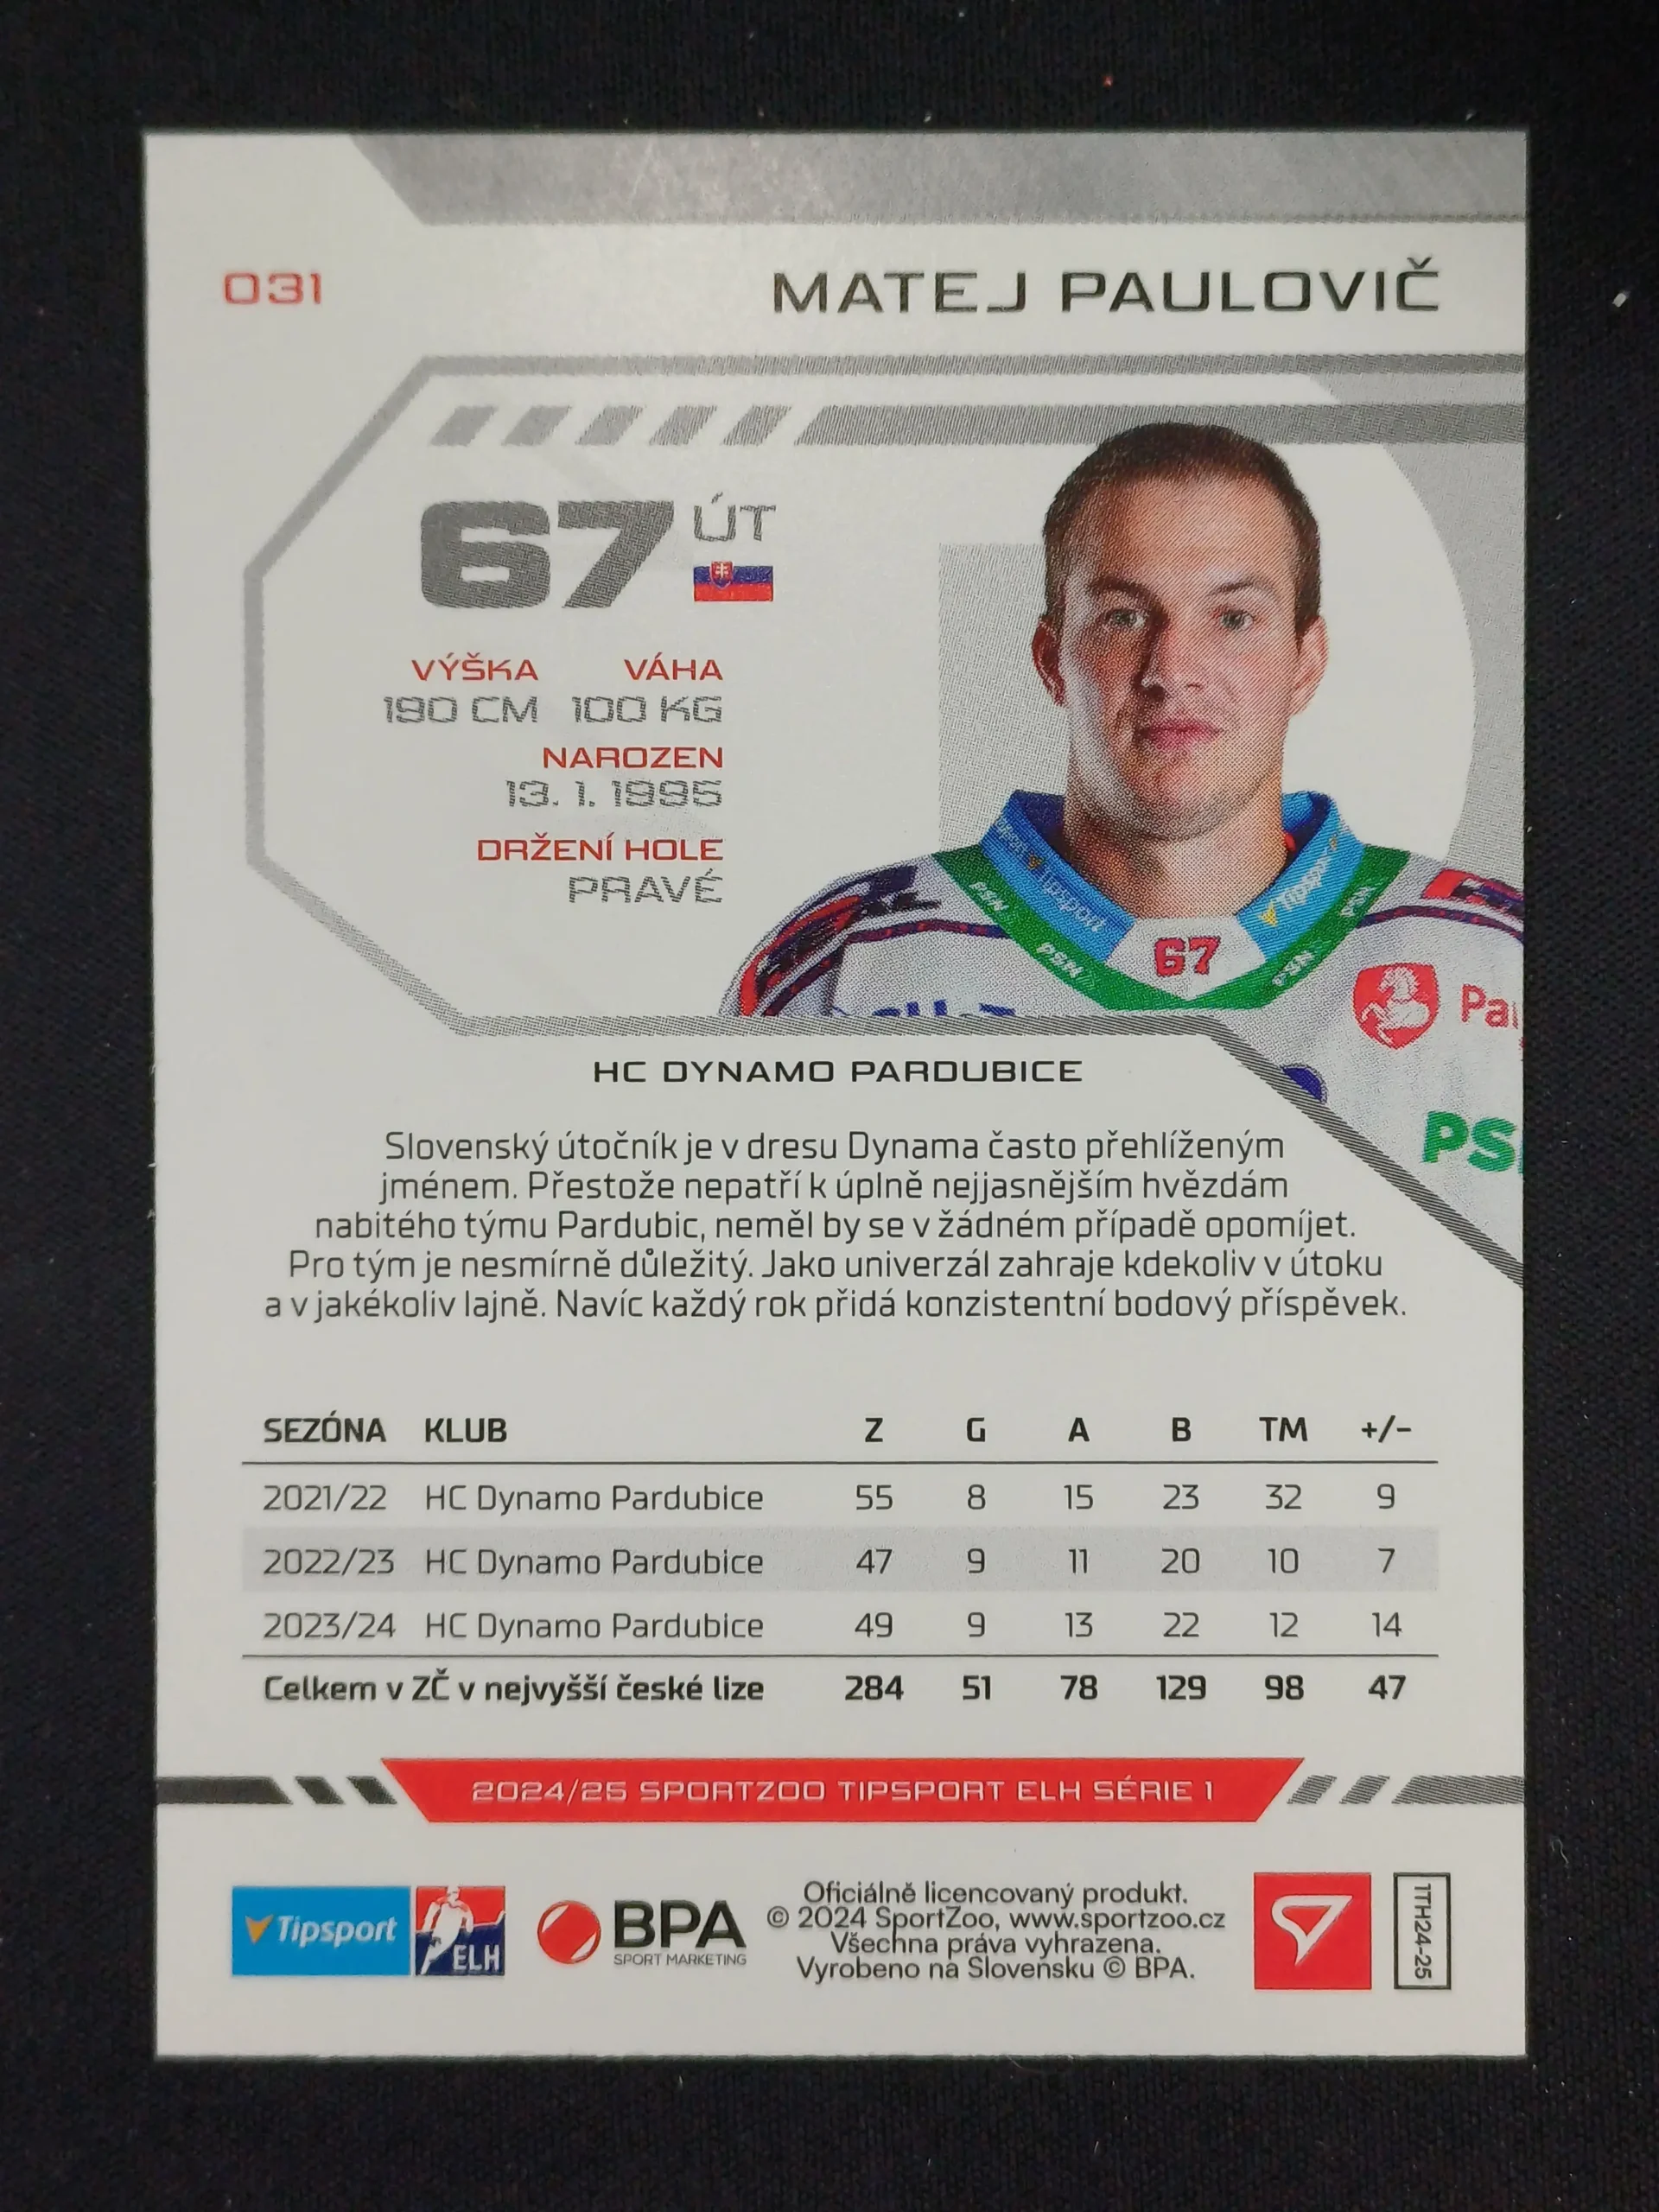 031
MATEJ PAULOVIČ
67 ÚT
VÝŠKA VÁHA
190 CM 100 KG
NAROZEN
13. 1. 1995
DRŽENÍ HOLE
PRAVÉ
Tipsport Tipsport
PSN PSN
PSN 67 PSN
HC DYNAMO PARDUBICE
Slovenský útočník je v dresu Dynama často přehlíženým
jménem. Přestože nepatří k úplně nejjasnějším hvězdám
nabitého týmu Pardubic, neměl by se v žádném případě opomíjet.
Pro tým je nesmírně důležitý. Jako univerzál zahraje kdekoliv v útoku
a v jakékoliv lajně. Navíc každý rok přidá konzistentní bodový příspěvek.
SEZÓNA KLUB Z G A B TM +/-
2021/22 HC Dynamo Pardubice 55 8 15 23 32 9
2022/23 HC Dynamo Pardubice 47 9 11 20 10 7
2023/24 HC Dynamo Pardubice 49 9 13 22 12 14
Celkem v ZČ v nejvyšší české lize 284 51 78 129 98 47
2024/25 SPORTZOO TIPSPORT ELH SÉRIE 1
Tipsport ELH
BPA
SPORT MARKETING
Oficiálně licencovaný produkt.
© 2024 SportZoo, www.sportzoo.cz
Všechna práva vyhrazena.
Vyrobeno na Slovensku © BPA.
1TH24-25